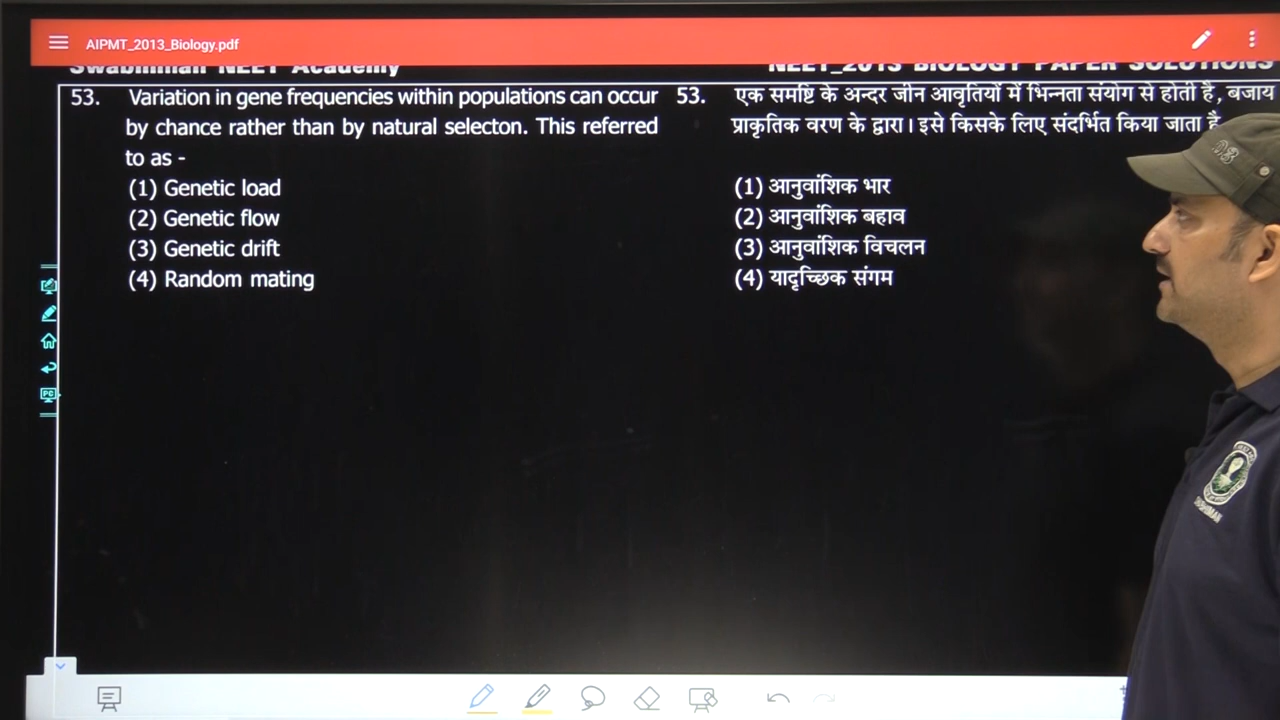 AIPMT_2013_Biology.pdf
Swabhiman NEET Academy
NEET_2013 BIOLOGY PAPER SOLUTIONS
53. Variation in gene frequencies within populations can occur
by chance rather than by natural selecton. This referred
to as -
(1) Genetic load
(2) Genetic flow
(3) Genetic drift
(4) Random mating
53. एक समष्टि के अन्दर जीन आवृतियों में भिन्नता संयोग से होती है, बजाय
प्राकृतिक वरण के द्वारा। इसे किसके लिए संदर्भित किया जाता है
(1) आनुवांशिक भार
(2) आनुवांशिक बहाव
(3) आनुवांशिक विचलन
(4) यादृच्छिक संगम
PC